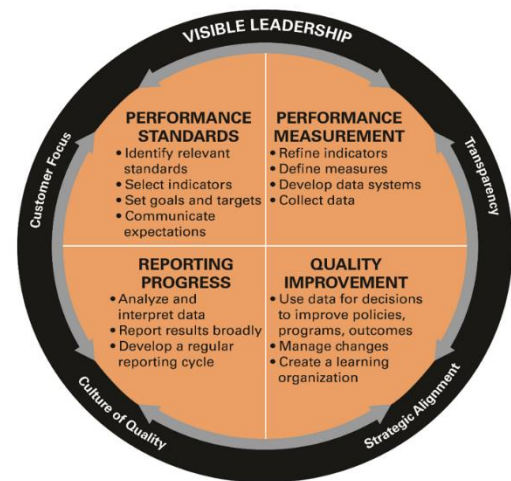 VISIBLE LEADERSHIP
Customer Focus
Transparency
PERFORMANCE
STANDARDS
• Identify relevant
standards
• Select indicators
• Set goals and targets
• Communicate
expectations
PERFORMANCE
MEASUREMENT
• Refine indicators
• Define measures
• Develop data systems
• Collect data
REPORTING
PROGRESS
• Analyze and
interpret data
• Report results broadly
• Develop a regular
reporting cycle
QUALITY
IMPROVEMENT
• Use data for decisions
to improve policies,
programs, outcomes
• Manage changes
• Create a learning
organization
Culture of Quality
Strategic Alignment